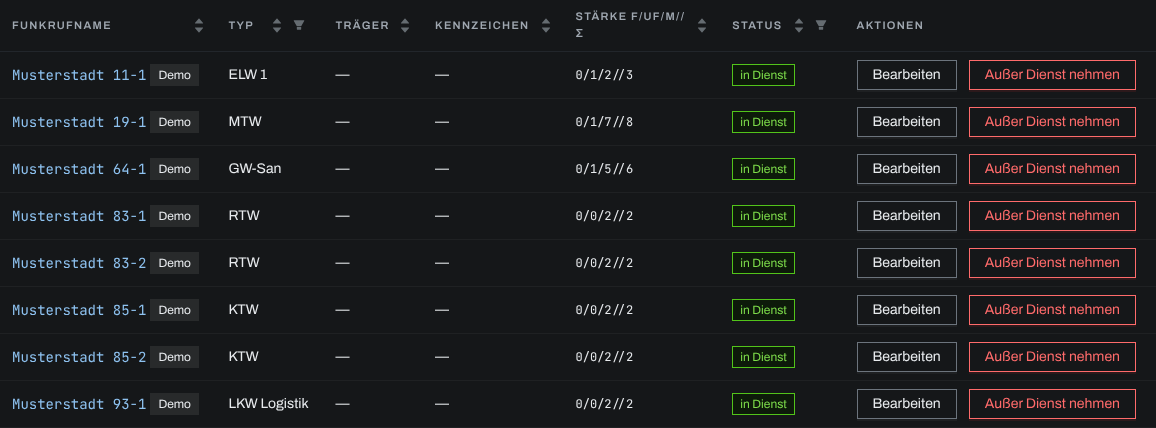 FUNKRUFNAME TYP TRÄGER KENNZEICHEN STÄRKE F/UF/M// Σ STATUS AKTIONEN
Musterstadt 11-1 Demo ELW 1 — — 0/1/2//3 in Dienst Bearbeiten Außer Dienst nehmen
Musterstadt 19-1 Demo MTW — — 0/1/7//8 in Dienst Bearbeiten Außer Dienst nehmen
Musterstadt 64-1 Demo GW-San — — 0/1/5//6 in Dienst Bearbeiten Außer Dienst nehmen
Musterstadt 83-1 Demo RTW — — 0/0/2//2 in Dienst Bearbeiten Außer Dienst nehmen
Musterstadt 83-2 Demo RTW — — 0/0/2//2 in Dienst Bearbeiten Außer Dienst nehmen
Musterstadt 85-1 Demo KTW — — 0/0/2//2 in Dienst Bearbeiten Außer Dienst nehmen
Musterstadt 85-2 Demo KTW — — 0/0/2//2 in Dienst Bearbeiten Außer Dienst nehmen
Musterstadt 93-1 Demo LKW Logistik — — 0/0/2//2 in Dienst Bearbeiten Außer Dienst nehmen